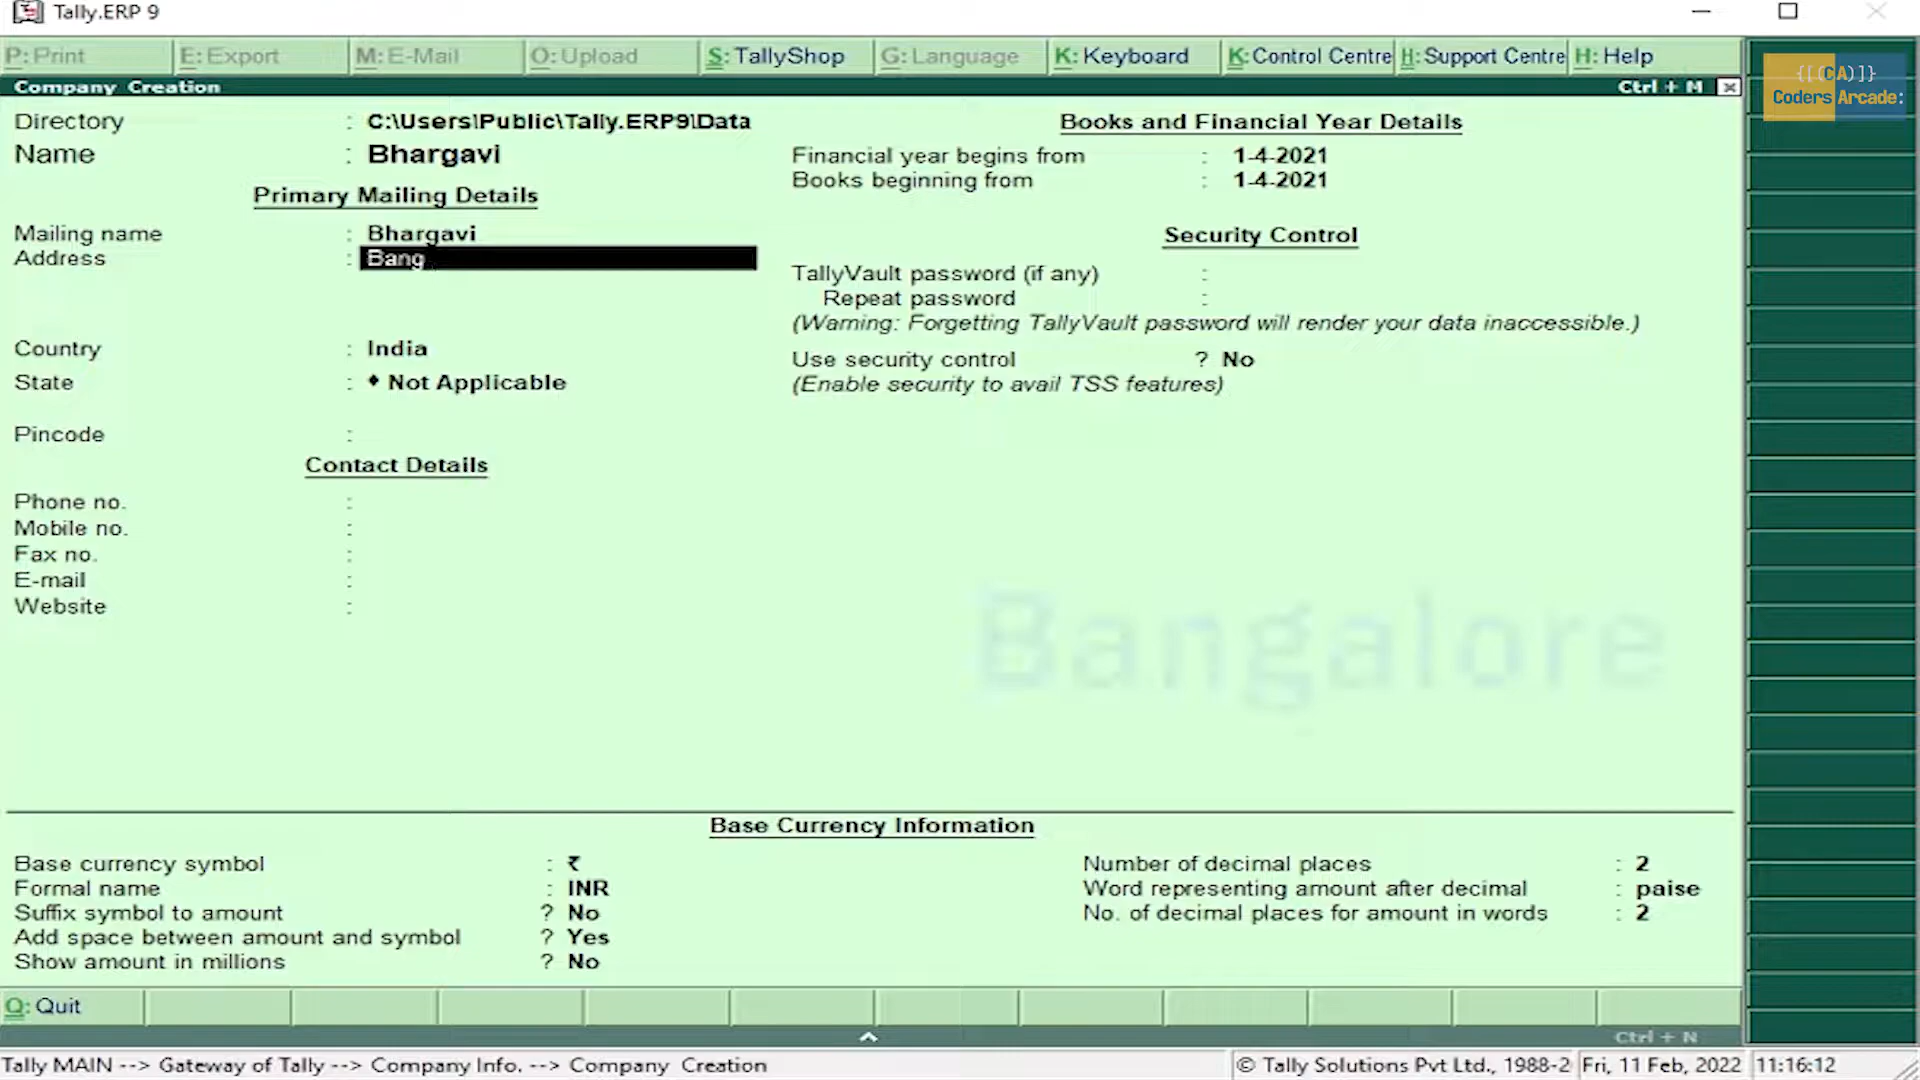 Tally.ERP 9
P: Print E: Export M: E-Mail O: Upload S: TallyShop G: Language K: Keyboard K: Control Centre H: Support Centre H: Help
{[(CA)]}
Coders Arcade:
Company Creation Ctrl + M
Directory : C:\Users\Public\Tally.ERP9\Data
Name : Bhargavi
Primary Mailing Details
Mailing name : Bhargavi
Address : Bang
Country : India
State : ♦ Not Applicable
Pincode :
Contact Details
Phone no. :
Mobile no. :
Fax no. :
E-mail :
Website :
Books and Financial Year Details
Financial year begins from : 1-4-2021
Books beginning from : 1-4-2021
Security Control
TallyVault password (if any) :
Repeat password :
(Warning: Forgetting TallyVault password will render your data inaccessible.)
Use security control ? No
(Enable security to avail TSS features)
Bangalore
Base Currency Information
Base currency symbol : ₹
Formal name : INR
Suffix symbol to amount ? No
Add space between amount and symbol ? Yes
Show amount in millions ? No
Number of decimal places : 2
Word representing amount after decimal : paise
No. of decimal places for amount in words : 2
Q: Quit
Ctrl + N
Tally MAIN --> Gateway of Tally --> Company Info. --> Company Creation © Tally Solutions Pvt Ltd., 1988-2 Fri, 11 Feb, 2022 11:16:12